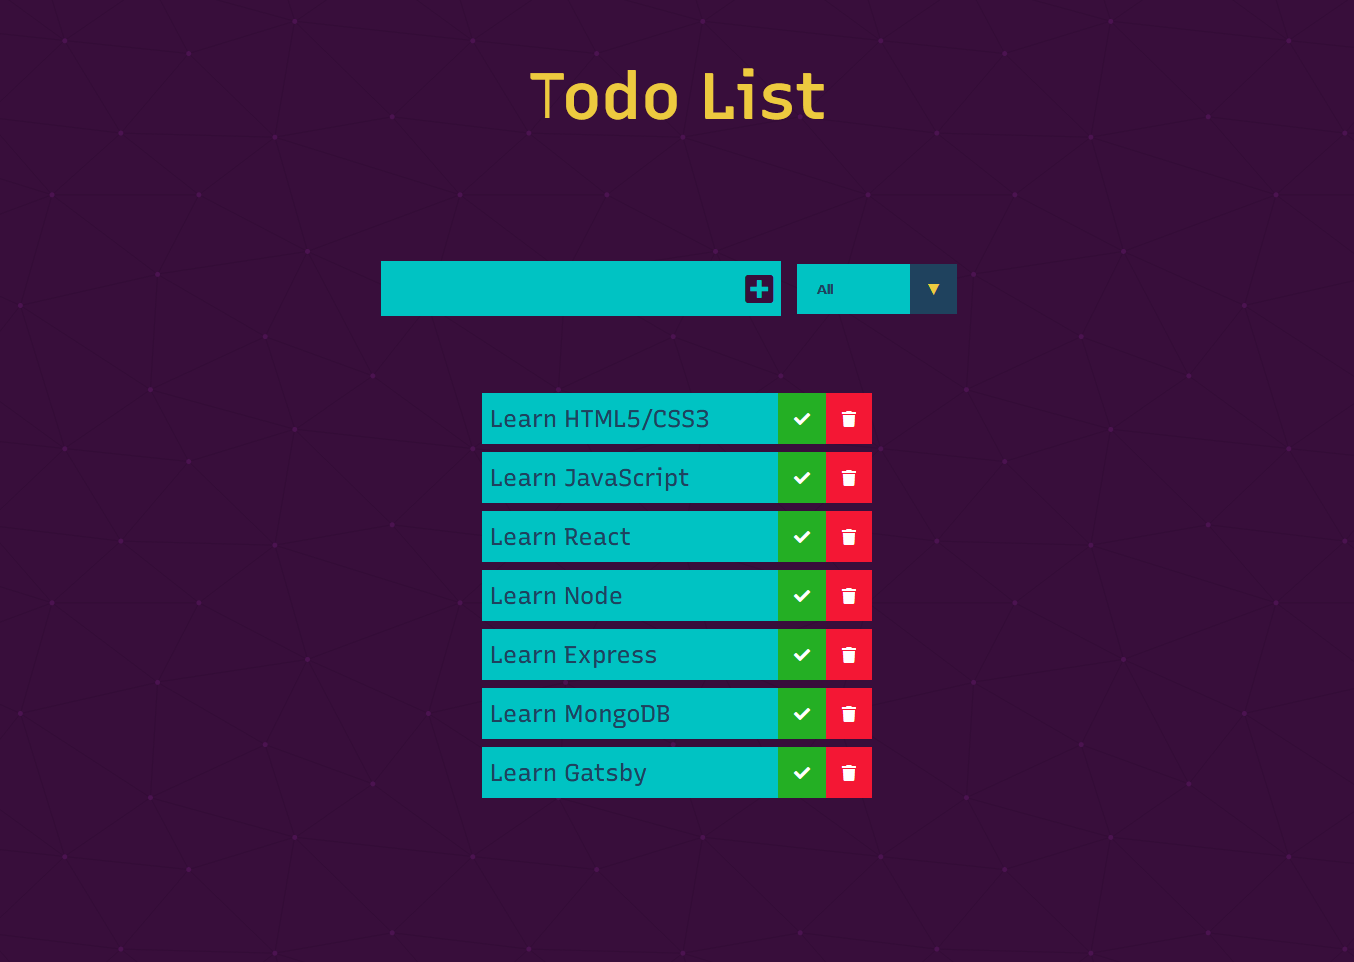 Todo List
All
Learn HTML5/CSS3
Learn JavaScript
Learn React
Learn Node
Learn Express
Learn MongoDB
Learn Gatsby